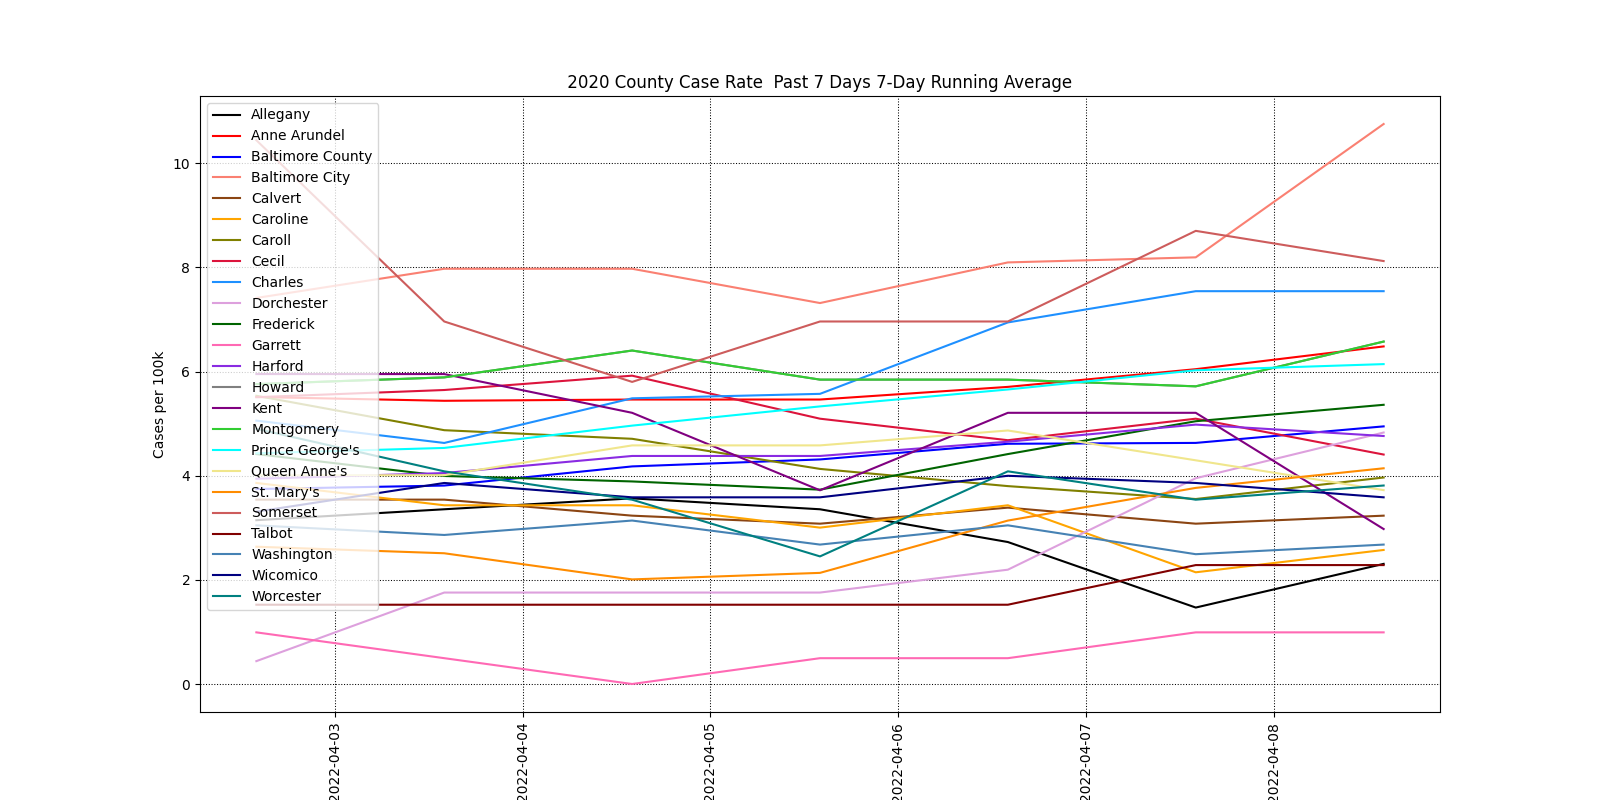 2020 County Case Rate  Past 7 Days 7-Day Running Average
Allegany
Anne Arundel
Baltimore County
Baltimore City
Calvert
Caroline
Caroll
Cecil
Charles
Dorchester
Frederick
Garrett
Harford
Howard
Kent
Montgomery
Prince George's
Queen Anne's
St. Mary's
Somerset
Talbot
Washington
Wicomico
Worcester
Cases per 100k
10
8
6
4
2
0
2022-04-03
2022-04-04
2022-04-05
2022-04-06
2022-04-07
2022-04-08